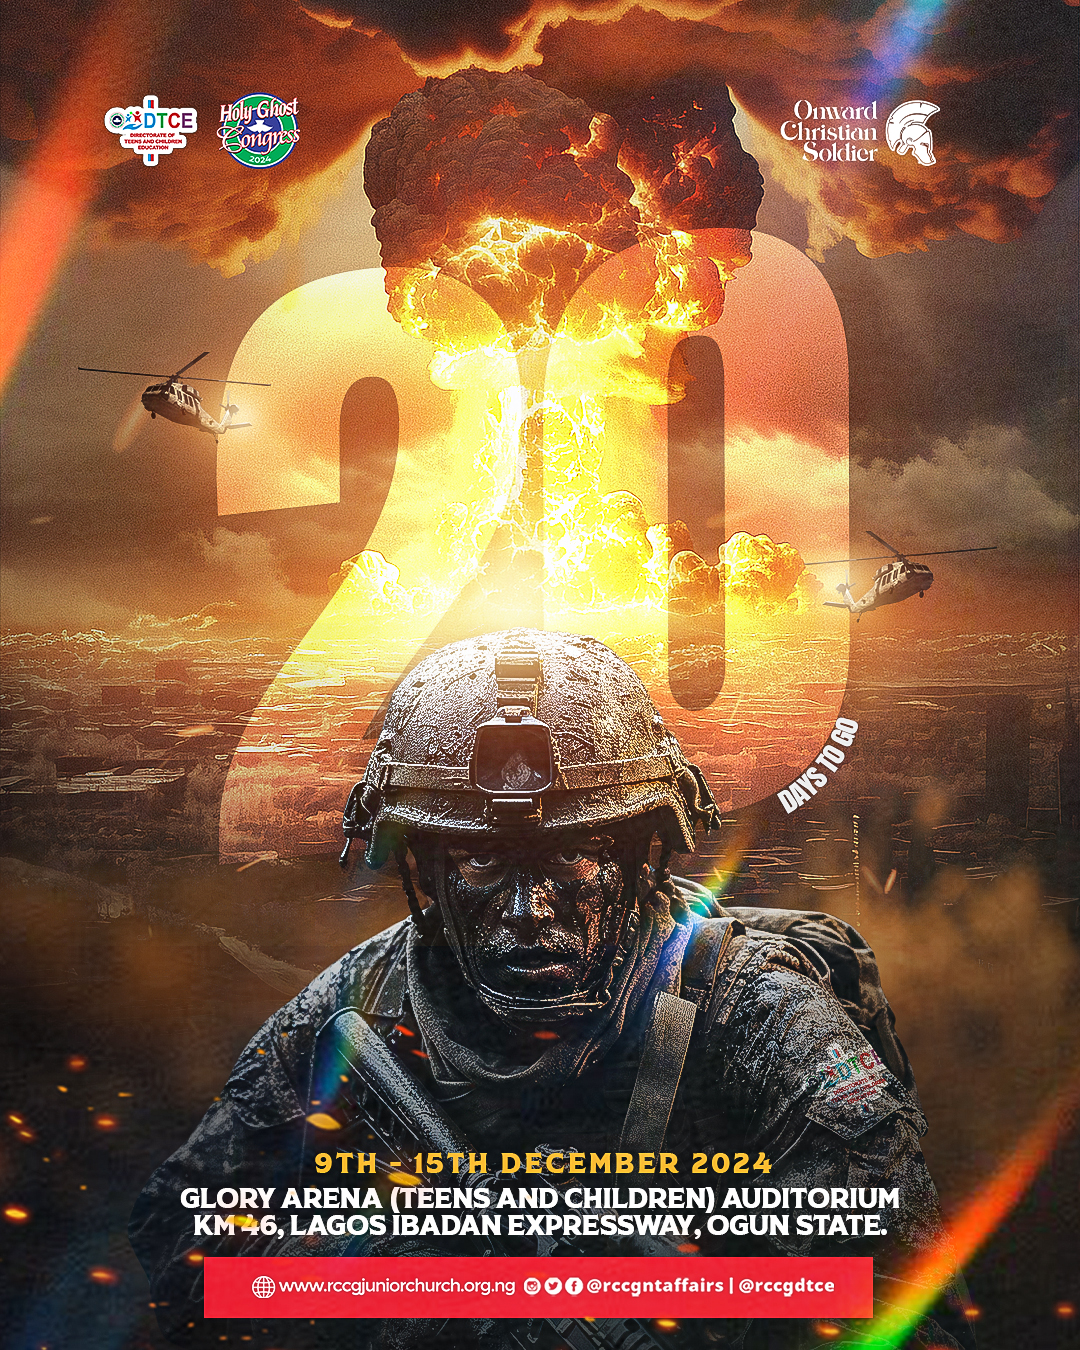 DTCE
DIRECTORATE OF
TEENS AND CHILDREN
EDUCATION
Holy Ghost
Congress
2024
Onward
Christian
Soldier
20
DAYS TO GO
DTCE
9TH - 15TH DECEMBER 2024
GLORY ARENA (TEENS AND CHILDREN) AUDITORIUM
KM 46, LAGOS IBADAN EXPRESSWAY, OGUN STATE.
www.rccgjuniorchurch.org.ng @rccgntaffairs | @rccgdtce